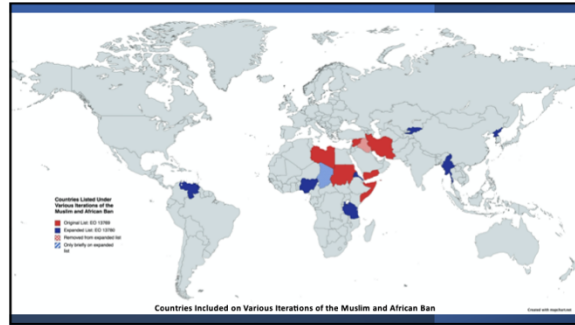 Countries Listed Under
Various Iterations of the
Muslim and African Ban
Original List: EO 13769
Expanded List: EO 13780
Removed from expanded list
Only briefly on expanded
list
Countries Included on Various Iterations of the Muslim and African Ban
Created with mapchart.net